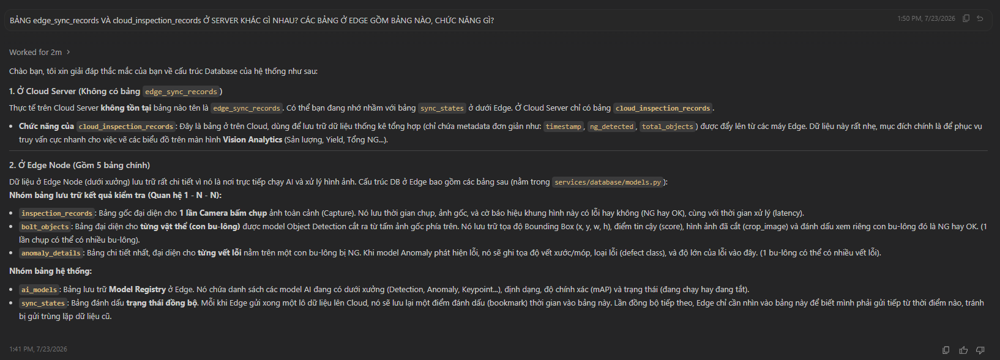 BẢNG edge_sync_records VÀ cloud_inspection_records Ở SERVER KHÁC GÌ NHAU? CÁC BẢNG Ở EDGE GỒM BẢNG NÀO, CHỨC NĂNG GÌ?
1:50 PM, 7/23/2026
Worked for 2m >
Chào bạn, tôi xin giải đáp thắc mắc của bạn về cấu trúc Database của hệ thống như sau:
1. Ở Cloud Server (Không có bảng edge_sync_records)
Thực tế trên Cloud Server không tồn tại bảng nào tên là edge_sync_records. Có thể bạn đang nhớ nhầm với bảng sync_states ở dưới Edge. Ở Cloud Server chỉ có bảng cloud_inspection_records.
• Chức năng của cloud_inspection_records: Đây là bảng ở trên Cloud, dùng để lưu trữ dữ liệu thống kê tổng hợp (chỉ chứa metadata đơn giản như: timestamp, ng_detected, total_objects) được đẩy lên từ các máy Edge. Dữ liệu này rất nhẹ, mục đích chính là để phục vụ
truy vấn cực nhanh cho việc vẽ các biểu đồ trên màn hình Vision Analytics (Sản lượng, Yield, Tổng NG...).
2. Ở Edge Node (Gồm 5 bảng chính)
Dữ liệu ở Edge Node (dưới xưởng) lưu trữ rất chi tiết vì nó là nơi trực tiếp chạy AI và xử lý hình ảnh. Cấu trúc DB ở Edge bao gồm các bảng sau (nằm trong services/database/models.py):
Nhóm bảng lưu trữ kết quả kiểm tra (Quan hệ 1 - N - N):
• inspection_records: Bảng gốc đại diện cho 1 lần Camera bấm chụp ảnh toàn cảnh (Capture). Nó lưu thời gian chụp, ảnh gốc, và cờ báo hiệu khung hình này có lỗi hay không (NG hay OK), cùng với thời gian xử lý (latency).
• bolt_objects: Bảng đại diện cho từng vật thể (con bu-lông) được model Object Detection cắt ra từ tấm ảnh gốc phía trên. Nó lưu trữ tọa độ Bounding Box (x, y, w, h), điểm tin cậy (score), hình ảnh đã cắt (crop_image) và đánh dấu xem riêng con bu-lông đó là NG hay OK. (1
lần chụp có thể có nhiều bu-lông).
• anomaly_details: Bảng chi tiết nhất, đại diện cho từng vết lỗi nằm trên một con bu-lông bị NG. Khi model Anomaly phát hiện lỗi, nó sẽ ghi tọa độ vết xước/móp, loại lỗi (defect class), và độ lớn của lỗi vào đây. (1 bu-lông có thể có nhiều vết lỗi).
Nhóm bảng hệ thống:
• ai_models: Bảng lưu trữ Model Registry ở Edge. Nó chứa danh sách các model AI đang có dưới xưởng (Detection, Anomaly, Keypoint...), định dạng, độ chính xác (mAP) và trạng thái (đang chạy hay đang tắt).
• sync_states: Bảng đánh dấu trạng thái đồng bộ. Mỗi khi Edge gửi xong một lô dữ liệu lên Cloud, nó sẽ lưu lại một điểm đánh dấu (bookmark) thời gian vào bảng này. Lần đồng bộ tiếp theo, Edge chỉ cần nhìn vào bảng này để biết mình phải gửi tiếp từ thời điểm nào, tránh
bị gửi trùng lặp dữ liệu cũ.
1:41 PM, 7/23/2026